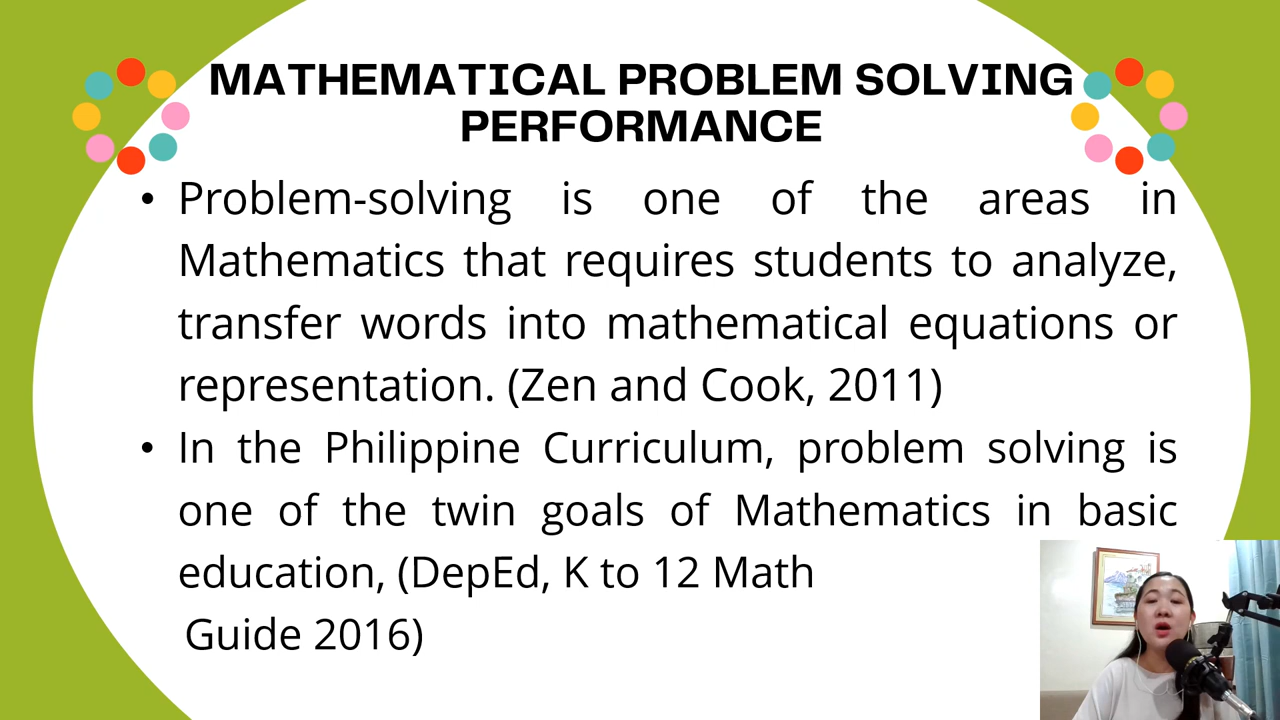 MATHEMATICAL PROBLEM SOLVING
PERFORMANCE
• Problem-solving is one of the areas in
Mathematics that requires students to analyze,
transfer words into mathematical equations or
representation. (Zen and Cook, 2011)
• In the Philippine Curriculum, problem solving is
one of the twin goals of Mathematics in basic
education, (DepEd, K to 12 Math
Guide 2016)